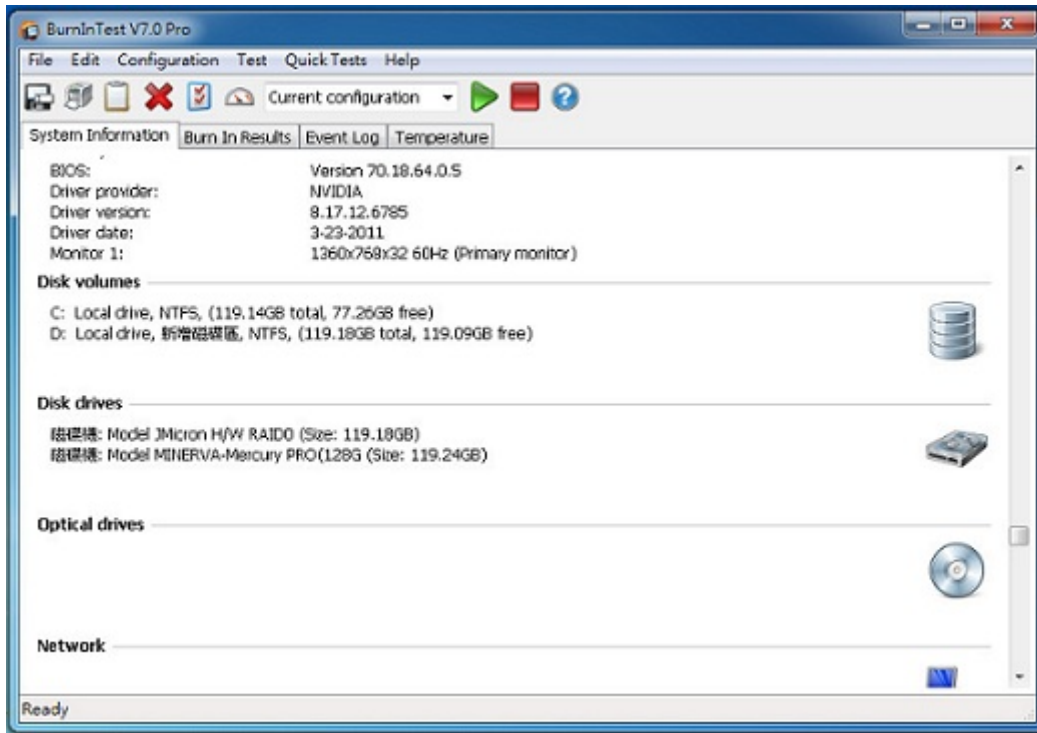 BurnInTest V7.0 Pro
File Edit Configuration Test Quick Tests Help
Current configuration
System Information Burn In Results Event Log Temperature
BIOS: Version 70.18.64.0.5
Driver provider: NVIDIA
Driver version: 8.17.12.6785
Driver date: 3-23-2011
Monitor 1: 1360x768x32 60Hz (Primary monitor)
Disk volumes
C: Local drive, NTFS, (119.14GB total, 77.26GB free)
D: Local drive, 新增磁碟區, NTFS, (119.18GB total, 119.09GB free)
Disk drives
磁碟機: Model JMicron H/W RAID0 (Size: 119.18GB)
磁碟機: Model MINERVA-Mercury PRO(128G (Size: 119.24GB)
Optical drives
Network
Ready